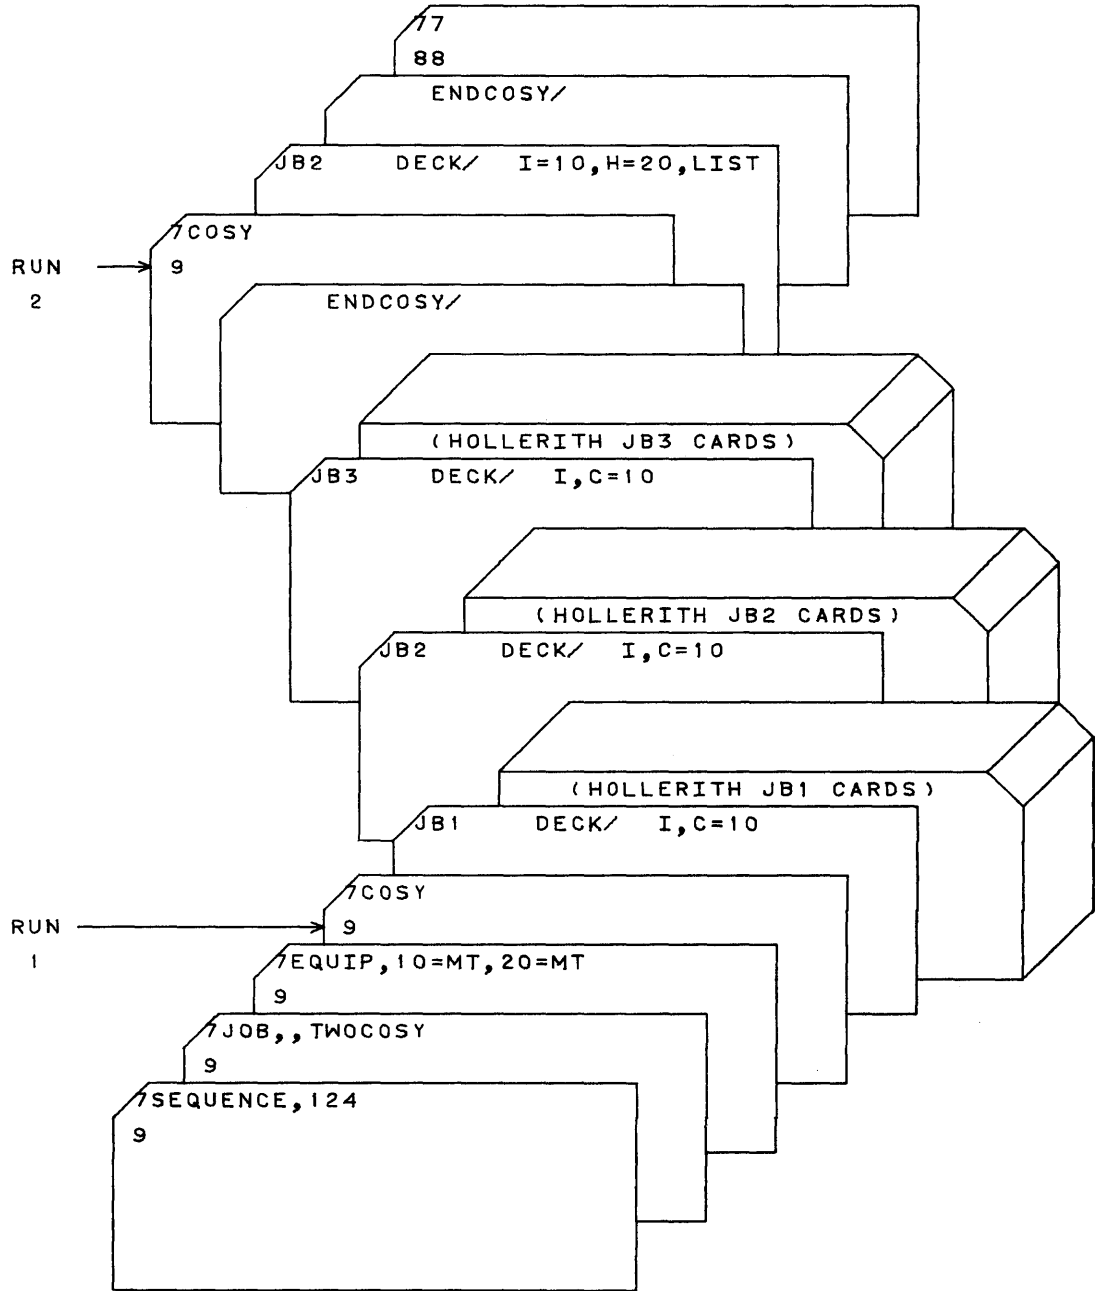 77
88
ENDCOSY/
JB2 DECK/ I=10,H=20,LIST
7COSY
9
RUN
2
ENDCOSY/
(HOLLERITH JB3 CARDS)
JB3 DECK/ I,C=10
(HOLLERITH JB2 CARDS)
JB2 DECK/ I,C=10
(HOLLERITH JB1 CARDS)
JB1 DECK/ I,C=10
7COSY
9
RUN
1
7EQUIP,10=MT,20=MT
9
7JOB,,TWOCOSY
9
7SEQUENCE,124
9